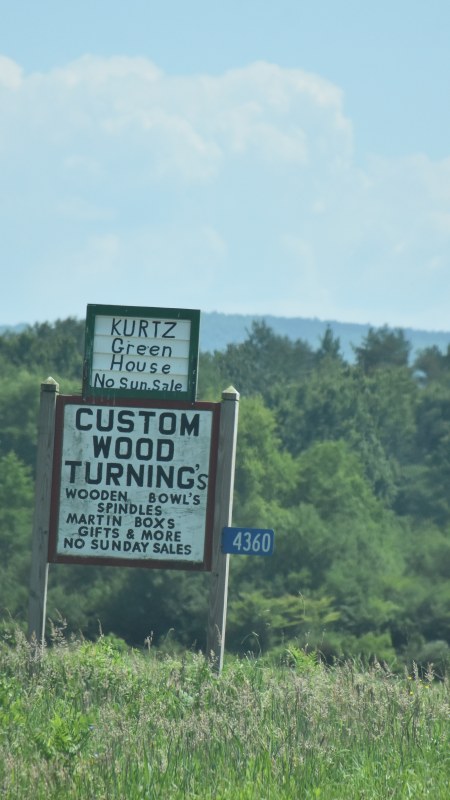 KURTZ
Green
House
No Sun.Sale
CUSTOM
WOOD
TURNING'S
WOODEN BOWL'S
SPINDLES
MARTIN BOXS
GIFTS & MORE
NO SUNDAY SALES
4360